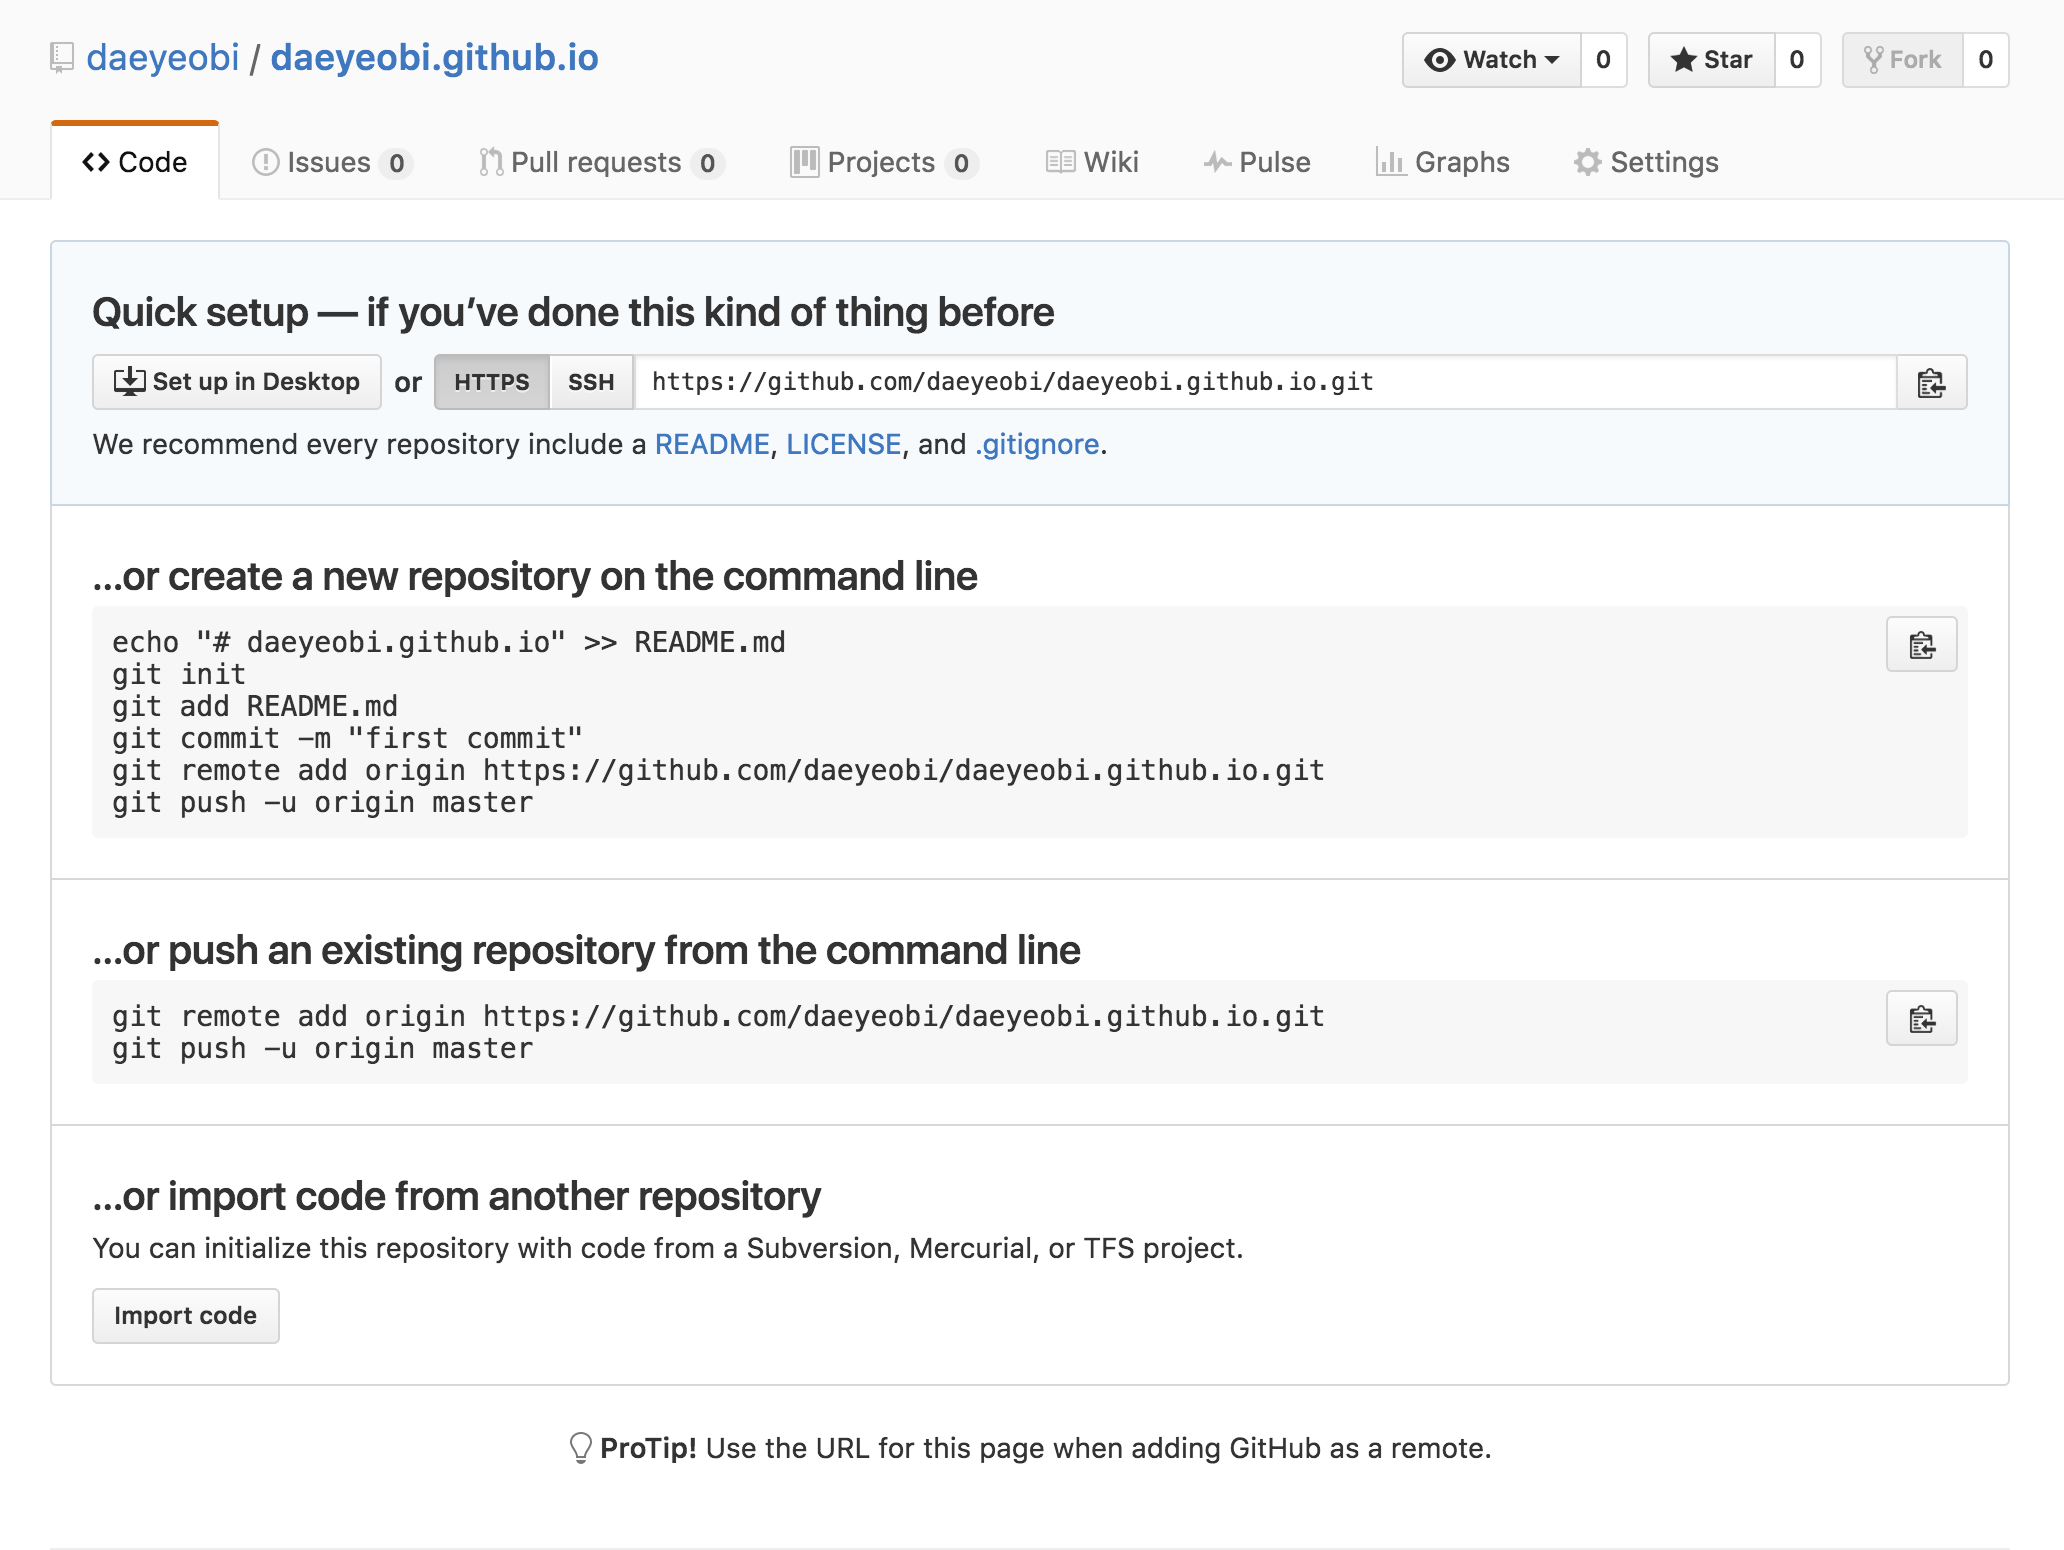 daeyeobi / daeyeobi.github.io
Watch 0 Star 0 Fork 0
Code Issues 0 Pull requests 0 Projects 0 Wiki Pulse Graphs Settings
Quick setup — if you’ve done this kind of thing before
Set up in Desktop or HTTPS SSH https://github.com/daeyeobi/daeyeobi.github.io.git
We recommend every repository include a README, LICENSE, and .gitignore.
…or create a new repository on the command line
echo "# daeyeobi.github.io" >> README.md
git init
git add README.md
git commit -m "first commit"
git remote add origin https://github.com/daeyeobi/daeyeobi.github.io.git
git push -u origin master
…or push an existing repository from the command line
git remote add origin https://github.com/daeyeobi/daeyeobi.github.io.git
git push -u origin master
…or import code from another repository
You can initialize this repository with code from a Subversion, Mercurial, or TFS project.
Import code
ProTip! Use the URL for this page when adding GitHub as a remote.